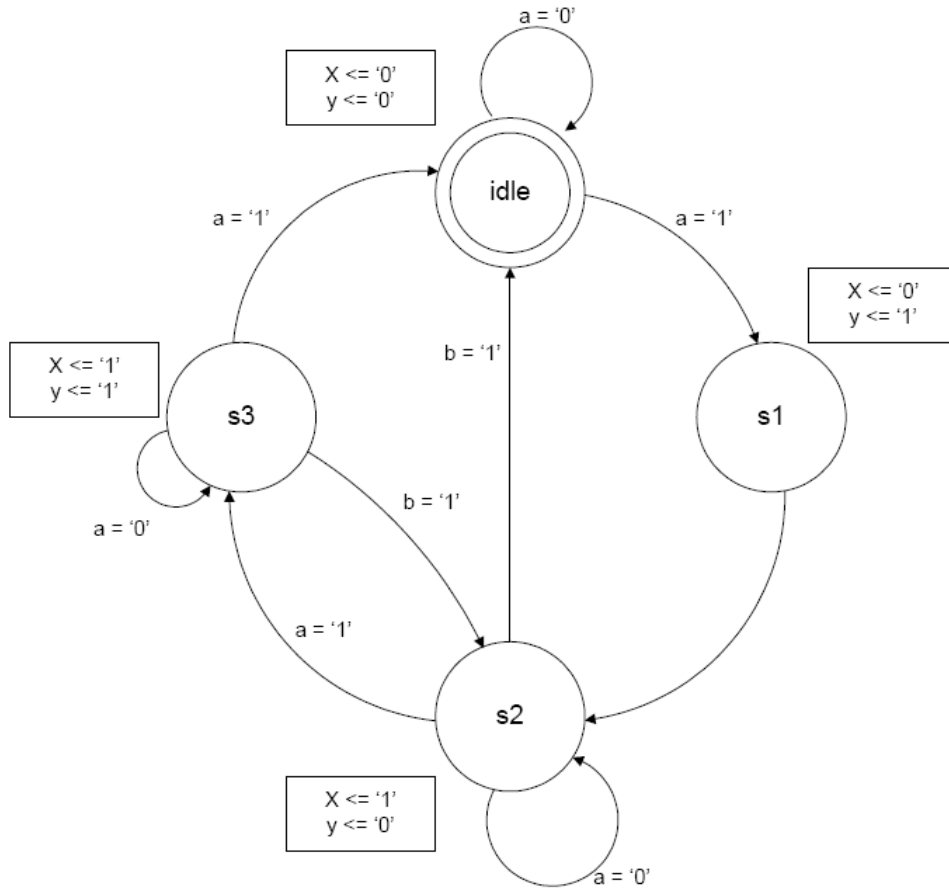 a = ‘0’
X <= ‘0’
y <= ‘0’
idle
a = ‘1’
a = ‘1’
X <= ‘0’
y <= ‘1’
b = ‘1’
X <= ‘1’
y <= ‘1’
s3
s1
b = ‘1’
a = ‘0’
a = ‘1’
s2
X <= ‘1’
y <= ‘0’
a = ‘0’